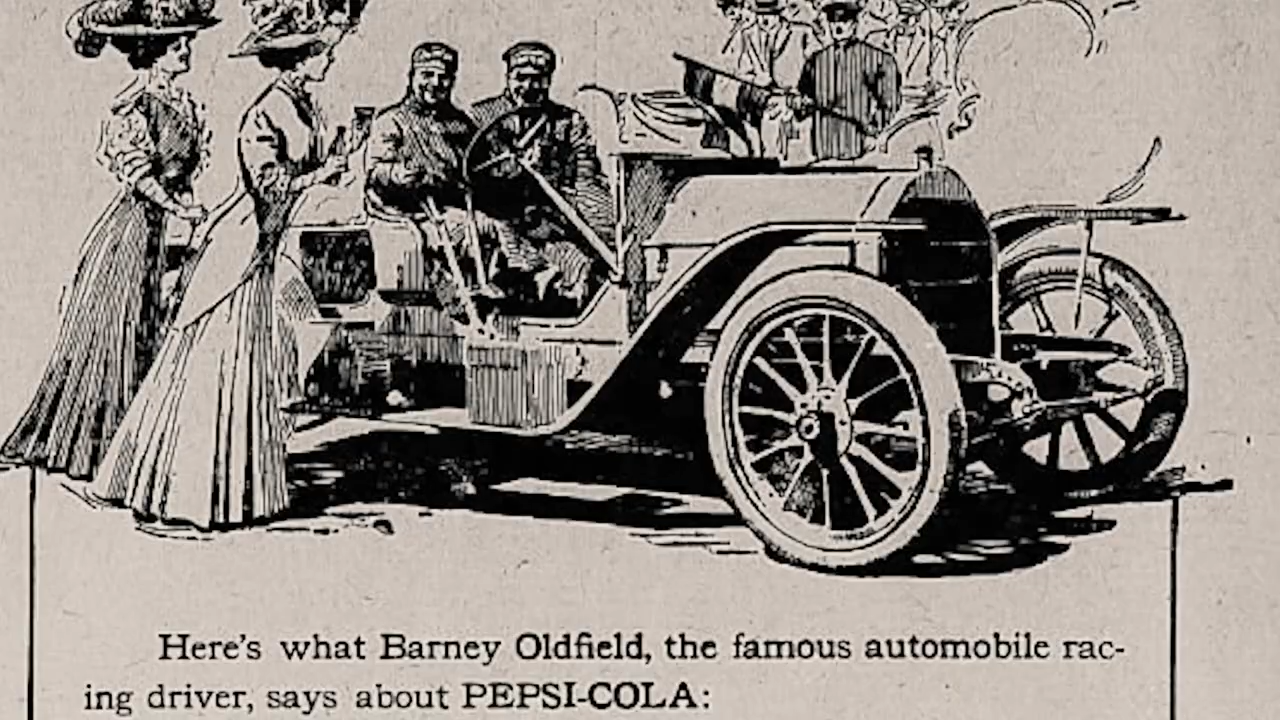 Here's what Barney Oldfield, the famous automobile rac-
ing driver, says about PEPSI-COLA: